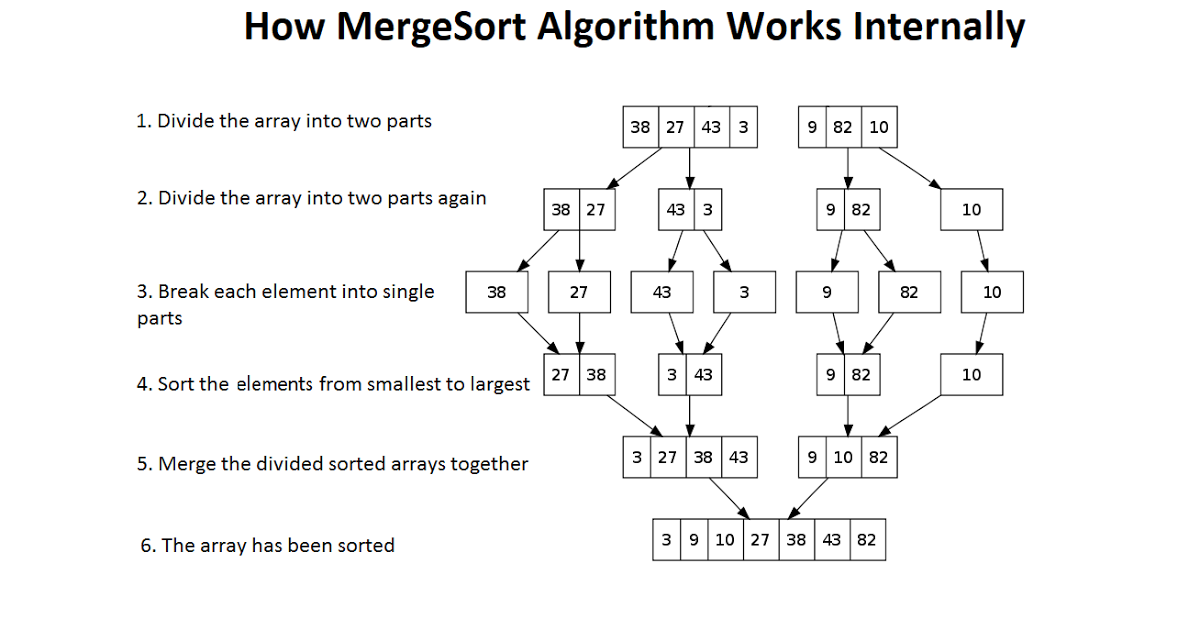 How MergeSort Algorithm Works Internally
1. Divide the array into two parts
38 27 43 3
9 82 10
2. Divide the array into two parts again
38 27
43 3
9 82
10
3. Break each element into single
parts
38
27
43
3
9
82
10
4. Sort the elements from smallest to largest
27 38
3 43
9 82
10
5. Merge the divided sorted arrays together
3 27 38 43
9 10 82
6. The array has been sorted
3 9 10 27 38 43 82